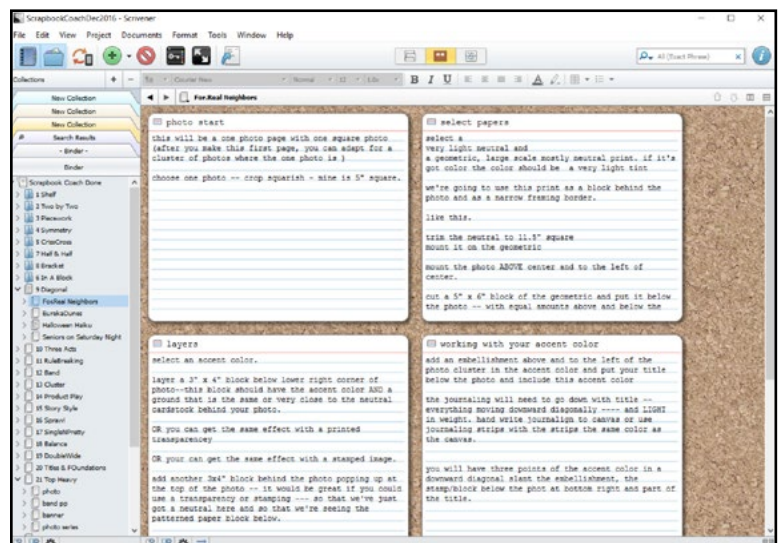 ScrapbookCoachDec2016 - Scrivener
File Edit View Project Documents Format Tools Window Help
All (Exact Phrase)
Collections
Courier New Normal 12 1.0x B I U A
New Collection
New Collection
New Collection
Search Results
- Binder -
Binder
Scrapbook Coach Done
1 Shelf
2 Two by Two
3 Piecework
4 Symmetry
5 CrissCross
7 Half & Half
8 Bracket
6 In A Block
9 Diagonal
ForReal Neighbors
EurekaDunes
Halloween Haiku
Seniors on Saturday Night
10 Three Acts
11 RuleBreaking
12 Band
13 Cluster
14 Product Play
15 Story Style
16 Sprawl
17 SinglePretty
18 Balance
19 DoubleWide
20 Titles & FOundations
21 Top Heavy
photo
band pp
banner
photo series
For.Real Neighbors
photo start
this will be a one photo page with one square photo
(after you make this first page, you can adapt for a
cluster of photos where the one photo is )
choose one photo -- crop squarish - mine is 5" square.
select papers
select a
very light neutral and
a geometric, large scale mostly neutral print. if it's
got color the color should be a very light tint
we're going to use this print as a block behind the
photo and as a narrow framing border.
like this.
trim the neutral to 11.5" square
mount it on the geometric
mount the photo ABOVE center and to the left of
center.
cut a 5" x 6" block of the geometric and put it below
the photo -- with equal amounts above and below the
layers
select an accent color.
layer a 3" x 4" block below lower right corner of
photo--this block should have the accent color AND a
ground that is the same or very close to the neutral
cardstock behind your photo.
OR you can get the same effect with a printed
transparencey
OR your can get the same effect with a stamped image.
add another 3x4" block behind the photo popping up at
the top of the photo -- it would be great if you could
use a transparency or stamping --- so that we've just
got a neutral here and so that we're seeing the
patterned paper block below.
working with your accent color
add an embellishment above and to the left of the
photo cluster in the accent color and put your title
below the photo and include this accent color
the journaling will need to go down with title --
everything moving downward diagonally ---- and LIGHT
in weight. hand write journalign to canvas or use
journaling strips with the strips the same color as
the canvas.
you will have three points of the accent color in a
downward diagonal slant the embellishment, the
stamp/block below the phot at bottom right and part of
the title.